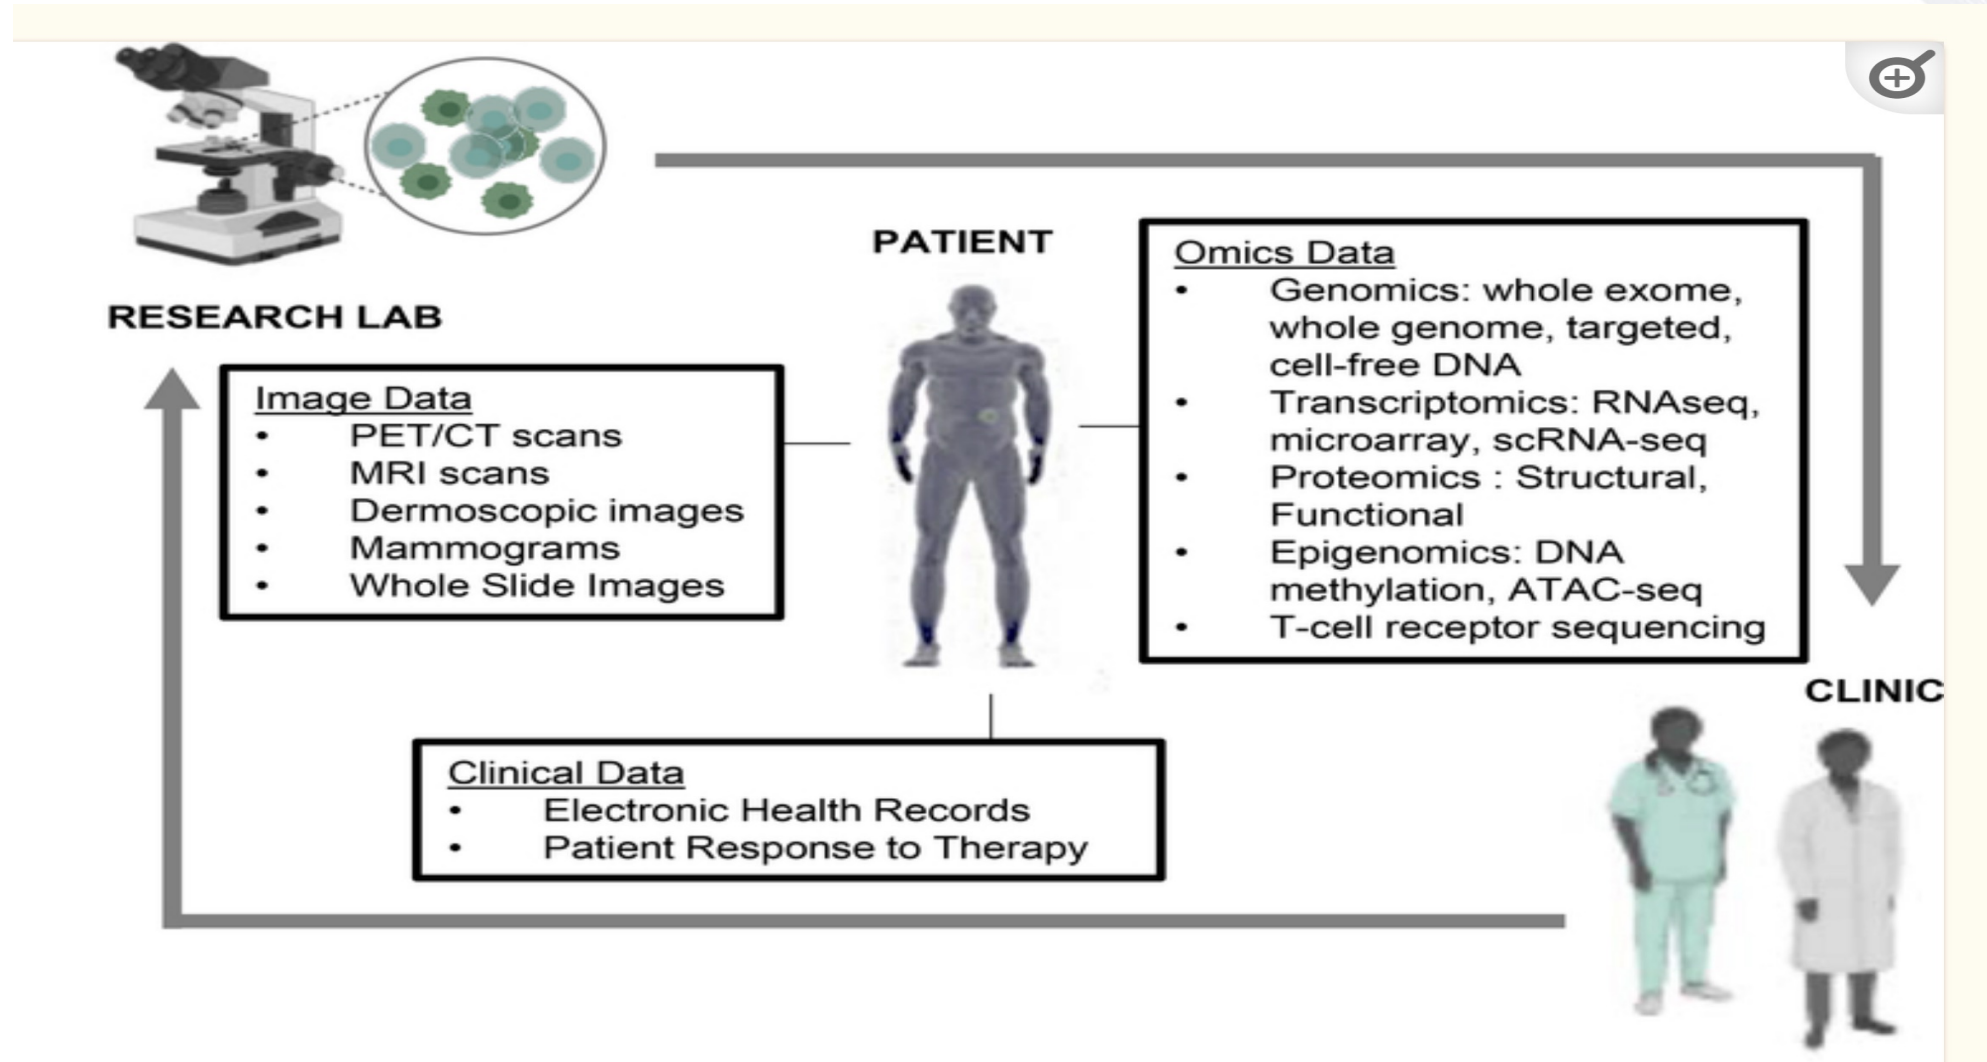 RESEARCH LAB
Image Data
• PET/CT scans
• MRI scans
• Dermoscopic images
• Mammograms
• Whole Slide Images
PATIENT
Omics Data
• Genomics: whole exome,
whole genome, targeted,
cell-free DNA
• Transcriptomics: RNAseq,
microarray, scRNA-seq
• Proteomics : Structural,
Functional
• Epigenomics: DNA
methylation, ATAC-seq
• T-cell receptor sequencing
Clinical Data
• Electronic Health Records
• Patient Response to Therapy
CLINIC